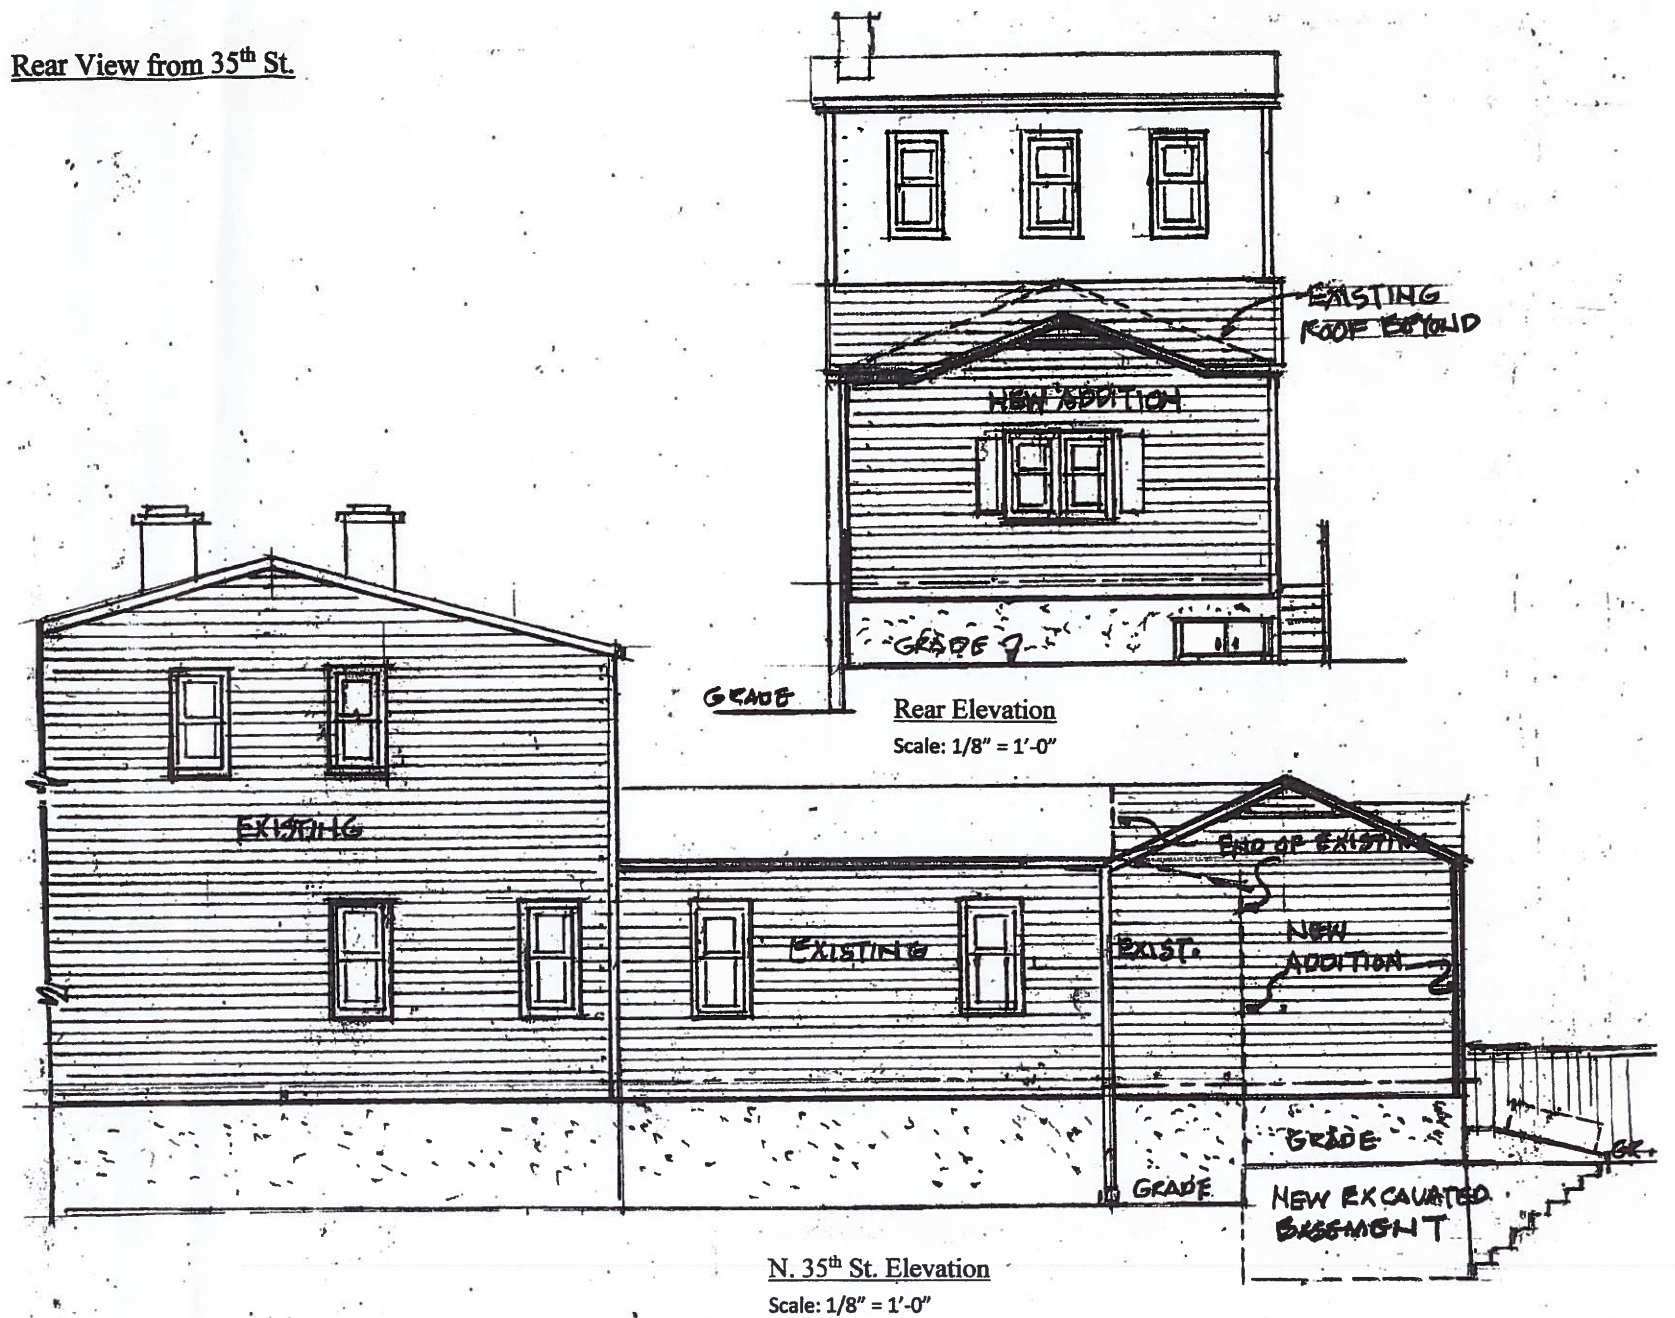 Rear View from 35th St.
EXISTING
ROOF BEYOND
NEW ADDITION
GRADE
GRADE
Rear Elevation
Scale: 1/8" = 1'-0"
EXISTING
END OF EXISTING
EXISTING
EXIST.
NEW
ADDITION
GRADE
GR.
GRADE
NEW EXCAVATED
BASEMENT
N. 35th St. Elevation
Scale: 1/8" = 1'-0"